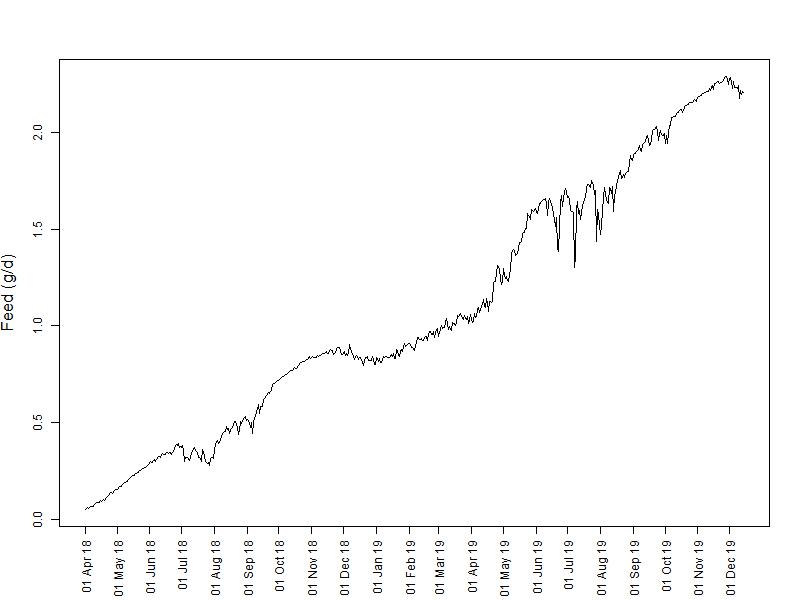 Feed (g/d)
2.0
1.5
1.0
0.5
0.0
01 Apr 18
01 May 18
01 Jun 18
01 Jul 18
01 Aug 18
01 Sep 18
01 Oct 18
01 Nov 18
01 Dec 18
01 Jan 19
01 Feb 19
01 Mar 19
01 Apr 19
01 May 19
01 Jun 19
01 Jul 19
01 Aug 19
01 Sep 19
01 Oct 19
01 Nov 19
01 Dec 19